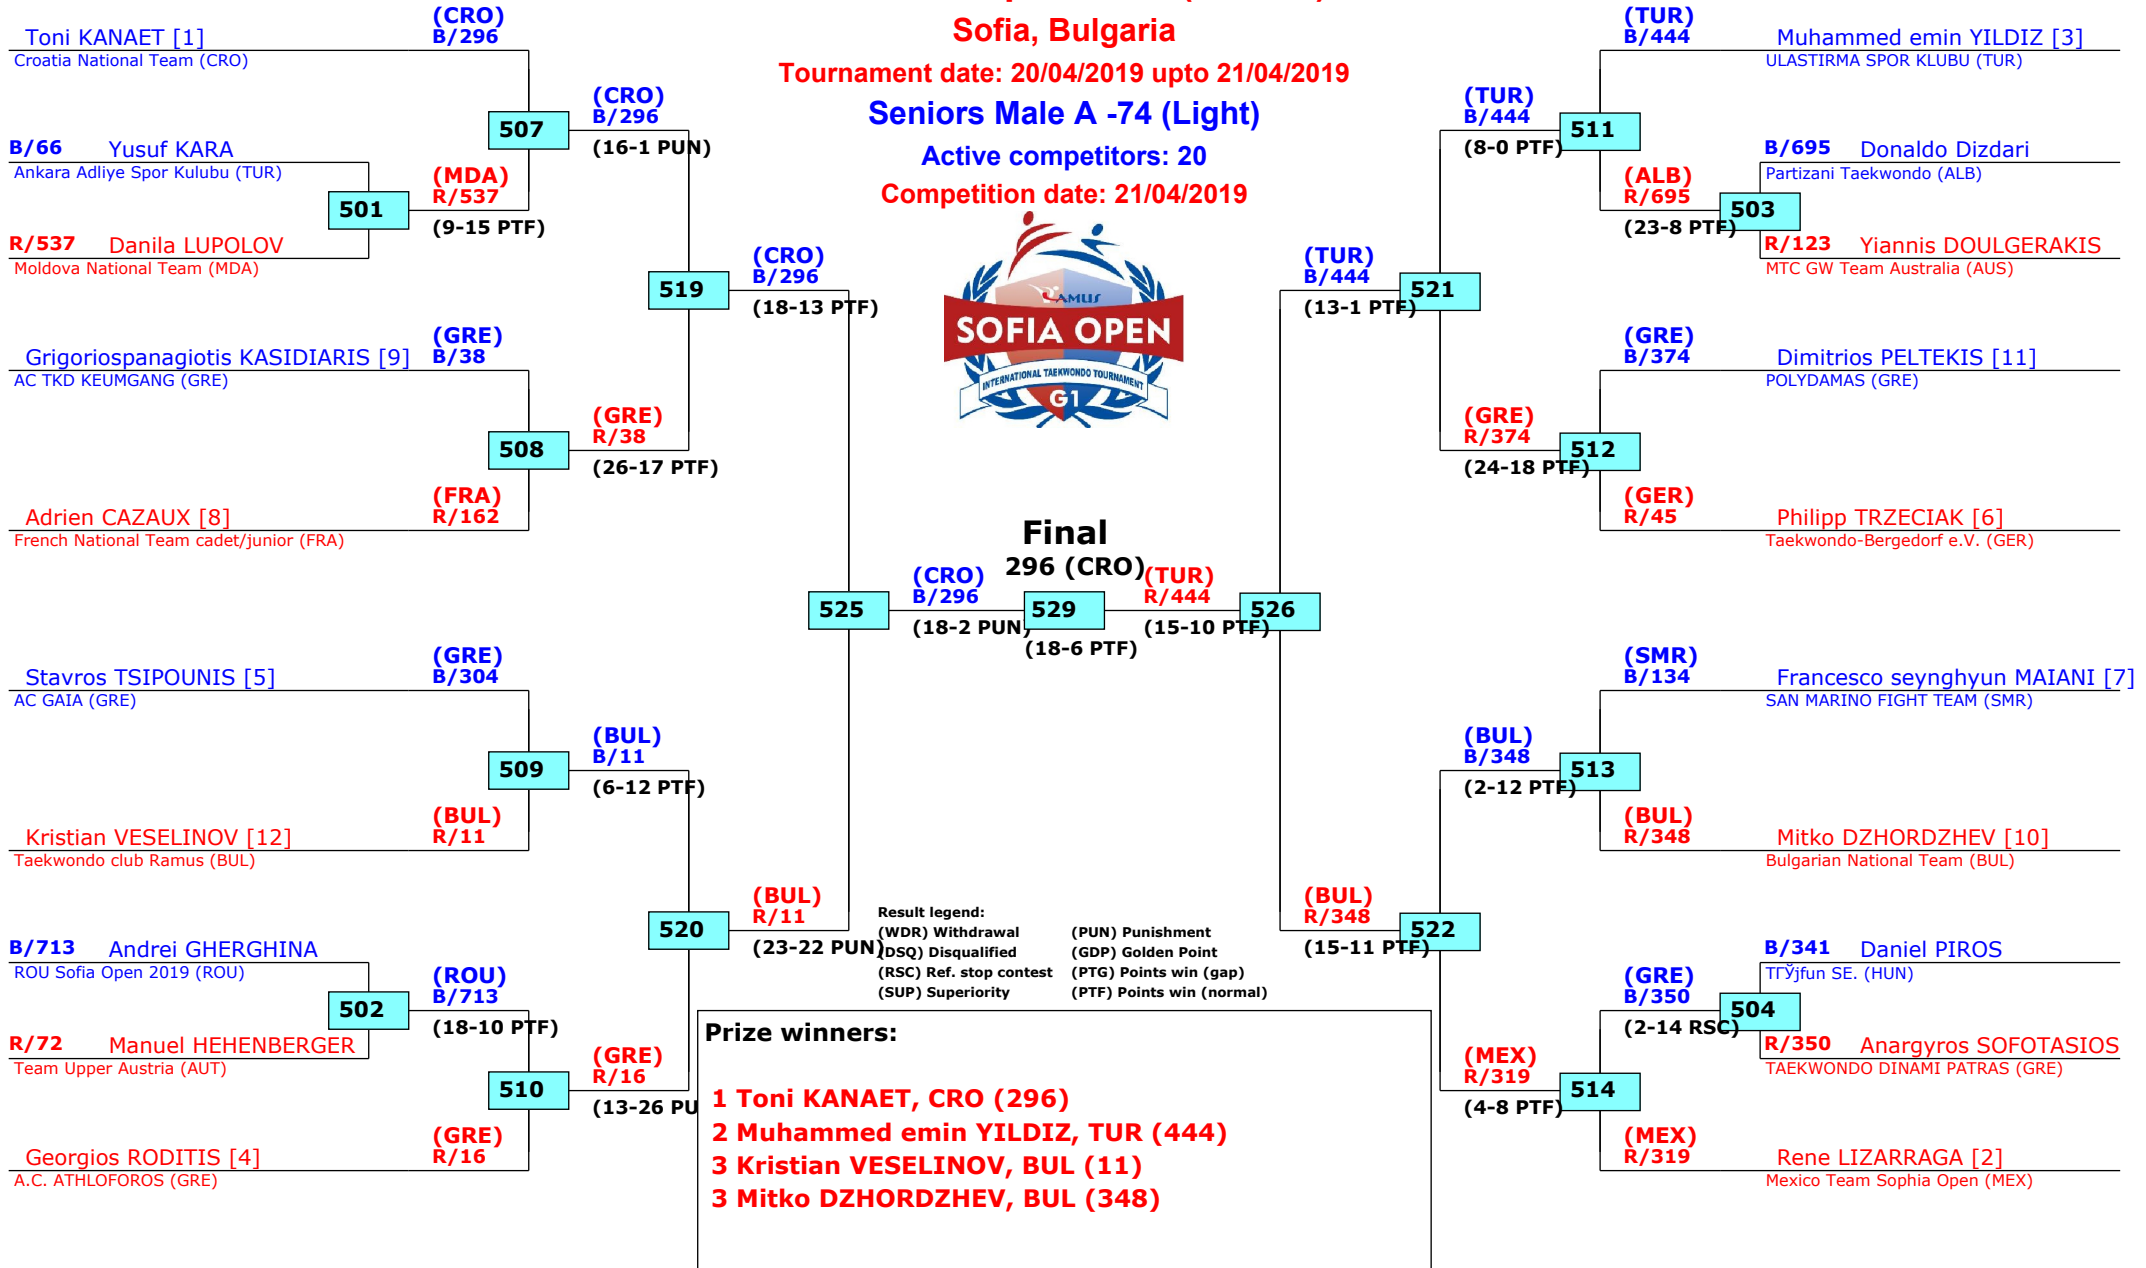 Sofia, Bulgaria
Tournament date: 20/04/2019 upto 21/04/2019
Seniors Male A -74 (Light)
Active competitors: 20
Competition date: 21/04/2019
RAMUS
SOFIA OPEN
INTERNATIONAL TAEKWONDO TOURNAMENT
G1
Toni KANAET [1]
Croatia National Team (CRO)
(CRO)
B/296
B/66 Yusuf KARA
Ankara Adliye Spor Kulubu (TUR)
501
R/537 Danila LUPOLOV
Moldova National Team (MDA)
(MDA)
R/537
(9-15 PTF)
507
(CRO)
B/296
(16-1 PUN)
Grigoriospanagiotis KASIDIARIS [9]
AC TKD KEUMGANG (GRE)
(GRE)
B/38
508
Adrien CAZAUX [8]
French National Team cadet/junior (FRA)
(FRA)
R/162
(GRE)
R/38
(26-17 PTF)
519
(CRO)
B/296
(18-13 PTF)
Stavros TSIPOUNIS [5]
AC GAIA (GRE)
(GRE)
B/304
509
Kristian VESELINOV [12]
Taekwondo club Ramus (BUL)
(BUL)
R/11
(BUL)
B/11
(6-12 PTF)
B/713 Andrei GHERGHINA
ROU Sofia Open 2019 (ROU)
502
R/72 Manuel HEHENBERGER
Team Upper Austria (AUT)
(ROU)
B/713
(18-10 PTF)
510
Georgios RODITIS [4]
A.C. ATHLOFOROS (GRE)
(GRE)
R/16
(GRE)
R/16
(13-26 PU
520
(BUL)
R/11
(23-22 PUN)
525
(CRO)
B/296
(18-2 PUN)
Final
296 (CRO)
529
(18-6 PTF)
(TUR)
R/444
(15-10 PTF)
526
(TUR)
B/444
Muhammed emin YILDIZ [3]
ULASTIRMA SPOR KLUBU (TUR)
511
(TUR)
B/444
(8-0 PTF)
B/695 Donaldo Dizdari
Partizani Taekwondo (ALB)
503
(ALB)
R/695
(23-8 PTF)
R/123 Yiannis DOULGERAKIS
MTC GW Team Australia (AUS)
521
(TUR)
B/444
(13-1 PTF)
(GRE)
B/374
Dimitrios PELTEKIS [11]
POLYDAMAS (GRE)
512
(GRE)
R/374
(24-18 PTF)
(GER)
R/45
Philipp TRZECIAK [6]
Taekwondo-Bergedorf e.V. (GER)
(SMR)
B/134
Francesco seynghyun MAIANI [7]
SAN MARINO FIGHT TEAM (SMR)
513
(BUL)
B/348
(2-12 PTF)
(BUL)
R/348
Mitko DZHORDZHEV [10]
Bulgarian National Team (BUL)
522
(BUL)
R/348
(15-11 PTF)
B/341 Daniel PIROS
TГЎjfun SE. (HUN)
504
(GRE)
B/350
(2-14 RSC)
R/350 Anargyros SOFOTASIOS
TAEKWONDO DINAMI PATRAS (GRE)
514
(MEX)
R/319
(4-8 PTF)
(MEX)
R/319
Rene LIZARRAGA [2]
Mexico Team Sophia Open (MEX)
Result legend:
(WDR) Withdrawal (PUN) Punishment
(DSQ) Disqualified (GDP) Golden Point
(RSC) Ref. stop contest (PTG) Points win (gap)
(SUP) Superiority (PTF) Points win (normal)
Prize winners:
1 Toni KANAET, CRO (296)
2 Muhammed emin YILDIZ, TUR (444)
3 Kristian VESELINOV, BUL (11)
3 Mitko DZHORDZHEV, BUL (348)